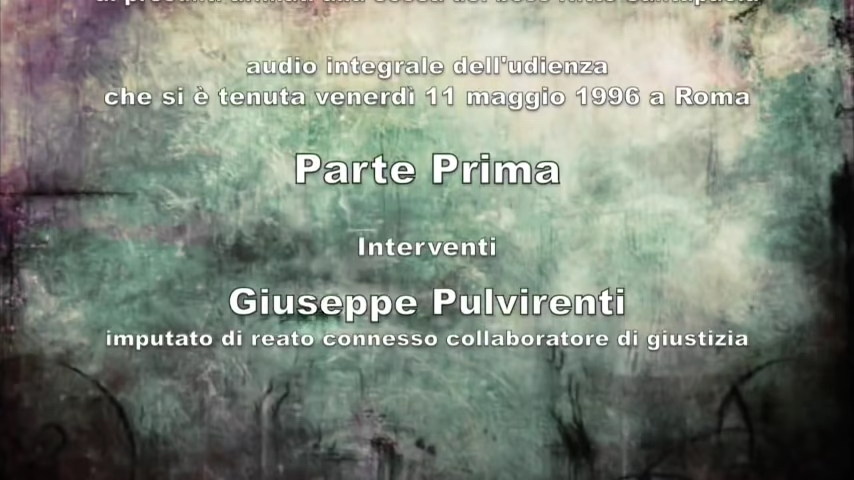 audio integrale dell'udienza
che si è tenuta venerdì 11 maggio 1996 a Roma
Parte Prima
Interventi
Giuseppe Pulvirenti
imputato di reato connesso collaboratore di giustizia